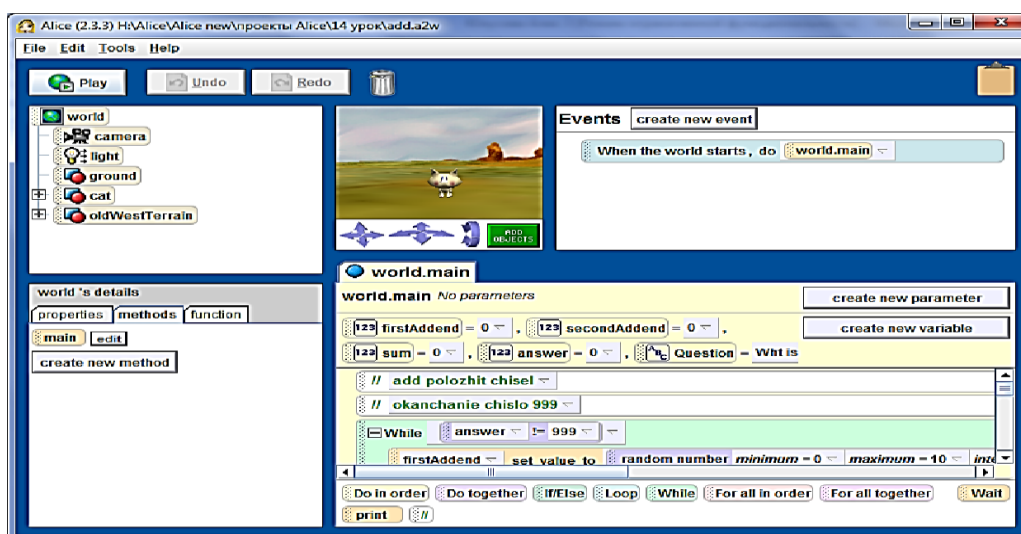 Alice (2.3.3) H:\Alice\Alice new\проекты Alice\14 урок\add.a2w
File Edit Tools Help
Play Undo Redo
world
camera
light
ground
cat
oldWestTerrain
ADD OBJECTS
Events create new event
When the world starts, do world.main
world 's details
properties methods function
main edit
create new method
world.main
world.main No parameters create new parameter
123 firstAddend = 0 , 123 secondAddend = 0 , create new variable
123 sum = 0 , 123 answer = 0 , ABC Question = Wht is
// add polozhit chisel
// okanchanie chislo 999
While answer != 999
firstAddend set value to random number minimum = 0 maximum = 10
Do in order Do together If/Else Loop While For all in order For all together Wait
print //